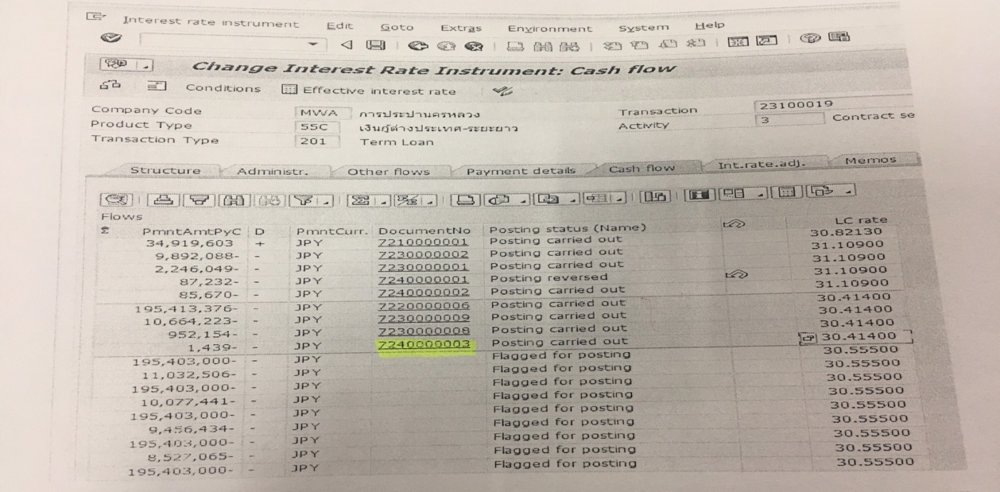 Interest rate instrument Edit Goto Extras Environment System Help
Change Interest Rate Instrument: Cash flow
Conditions Effective interest rate
Company Code MWA การประปานครหลวง Transaction 23100019
Product Type 55C เงินกู้ต่างประเทศ-ระยะยาว Activity 3 Contract se
Transaction Type 201 Term Loan
Structure Administr. Other flows Payment details Cash flow Int.rate.adj. Memos
Flows
Σ PmntAmtPyC D PmntCurr. DocumentNo Posting status (Name) LC rate
34,919,603 + JPY 7210000001 Posting carried out 30.82130
9,892,088- - JPY 7230000002 Posting carried out 31.10900
2,246,049- - JPY 7230000001 Posting carried out 31.10900
87,232- - JPY 7240000001 Posting reversed 31.10900
85,670- - JPY 7240000002 Posting carried out 31.10900
195,413,376- - JPY 7220000006 Posting carried out 30.41400
10,664,223- - JPY 7230000009 Posting carried out 30.41400
952,154- - JPY 7230000008 Posting carried out 30.41400
1,439- - JPY 7240000003 Posting carried out 30.41400
195,403,000- - JPY Flagged for posting 30.55500
11,032,506- - JPY Flagged for posting 30.55500
195,403,000- - JPY Flagged for posting 30.55500
10,077,441- - JPY Flagged for posting 30.55500
195,403,000- - JPY Flagged for posting 30.55500
9,456,434- - JPY Flagged for posting 30.55500
195,403,000- - JPY Flagged for posting 30.55500
8,527,065- - JPY Flagged for posting 30.55500
195,403,000- - JPY Flagged for posting 30.55500